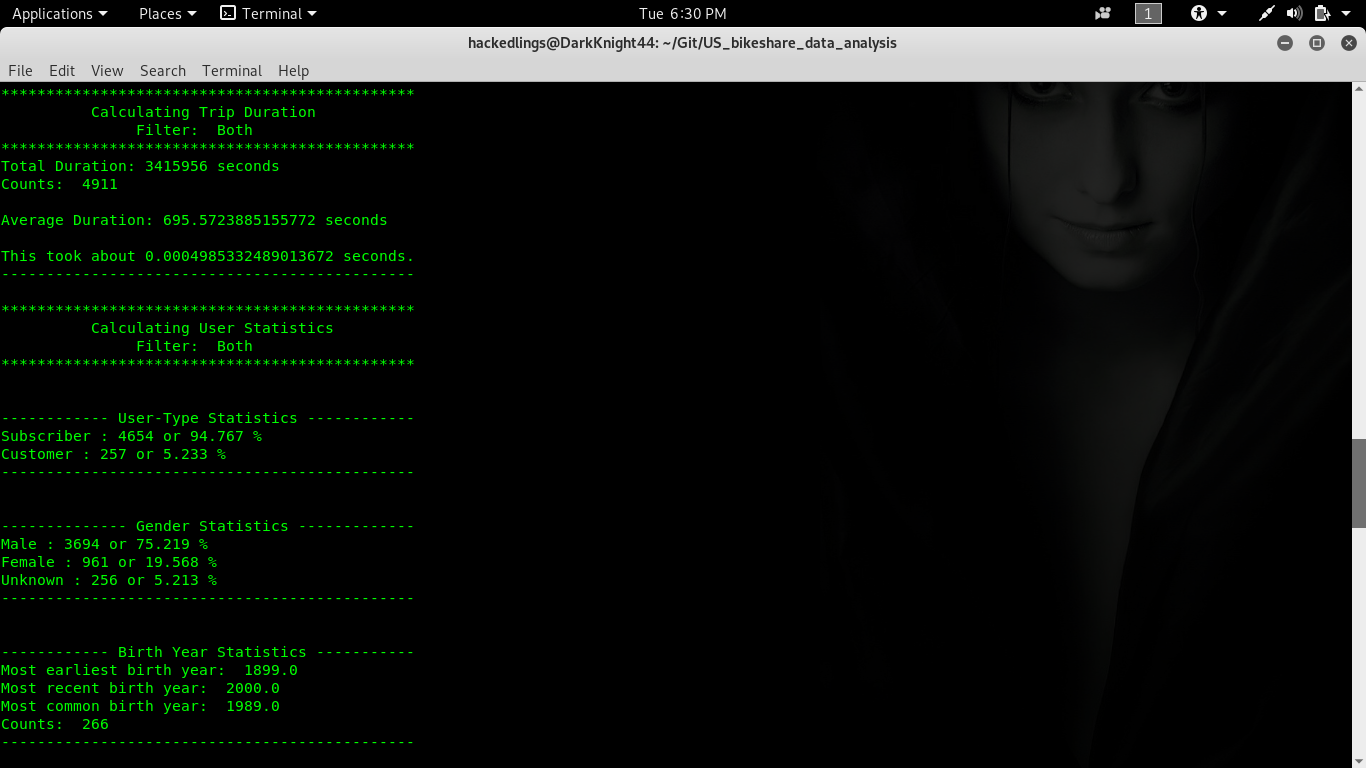 Applications Places Terminal Tue 6:30 PM 1
hackedlings@DarkKnight44: ~/Git/US_bikeshare_data_analysis
File Edit View Search Terminal Help
**********************************************
Calculating Trip Duration
Filter:  Both
**********************************************
Total Duration: 3415956 seconds
Counts:  4911
Average Duration: 695.5723885155772 seconds
This took about 0.0004985332489013672 seconds.
----------------------------------------------
**********************************************
Calculating User Statistics
Filter:  Both
**********************************************
------------ User-Type Statistics ------------
Subscriber : 4654 or 94.767 %
Customer : 257 or 5.233 %
----------------------------------------------
-------------- Gender Statistics -------------
Male : 3694 or 75.219 %
Female : 961 or 19.568 %
Unknown : 256 or 5.213 %
----------------------------------------------
------------ Birth Year Statistics -----------
Most earliest birth year:  1899.0
Most recent birth year:  2000.0
Most common birth year:  1989.0
Counts:  266
----------------------------------------------